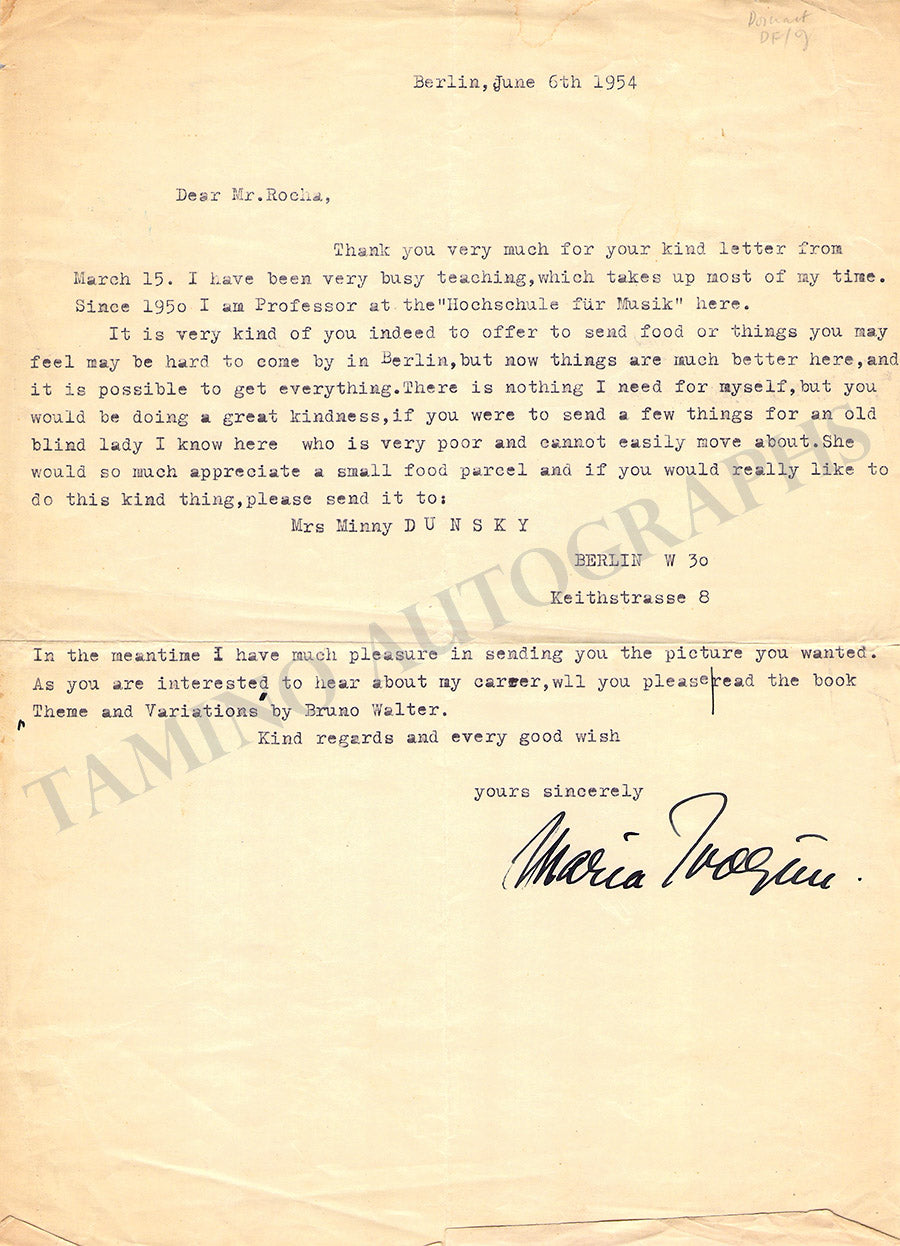 Berlin, June 6th 1954
Dear Mr.Rocha,
Thank you very much for your kind letter from
March 15. I have been very busy teaching,which takes up most of my time.
Since 195o I am Professor at the"Hochschule für Musik" here.
It is very kind of you indeed to offer to send food or things you may
feel may be hard to come by in Berlin,but now things are much better here,and
it is possible to get everything.There is nothing I need for myself,but you
would be doing a great kindness,if you were to send a few things for an old
blind lady I know here who is very poor and cannot easily move about.She
would so much appreciate a small food parcel and if you would really like to
do this kind thing,please send it to:
Mrs Minny D U N S K Y
BERLIN W 3o
Keithstrasse 8
In the meantime I have much pleasure in sending you the picture you wanted.
As you are interested to hear about my career,wll you please read the book
"Theme and Variations" by Bruno Walter.
Kind regards and every good wish
yours sincerely
Maria Ivogün.
TAMINO AUTOGRAPHS